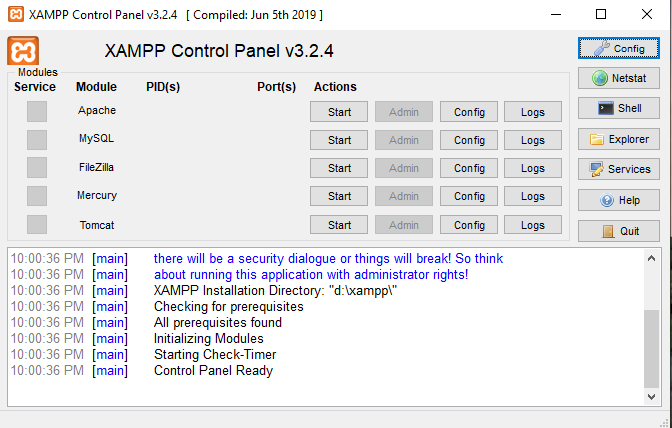 XAMPP Control Panel v3.2.4 [ Compiled: Jun 5th 2019 ]
XAMPP Control Panel v3.2.4
Config
Modules
Service Module PID(s) Port(s) Actions
Netstat
Apache Start Admin Config Logs
Shell
MySQL Start Admin Config Logs
Explorer
FileZilla Start Admin Config Logs
Services
Mercury Start Admin Config Logs
Help
Tomcat Start Admin Config Logs
Quit
10:00:36 PM [main] there will be a security dialogue or things will break! So think
10:00:36 PM [main] about running this application with administrator rights!
10:00:36 PM [main] XAMPP Installation Directory: "d:\xampp\"
10:00:36 PM [main] Checking for prerequisites
10:00:36 PM [main] All prerequisites found
10:00:36 PM [main] Initializing Modules
10:00:36 PM [main] Starting Check-Timer
10:00:36 PM [main] Control Panel Ready